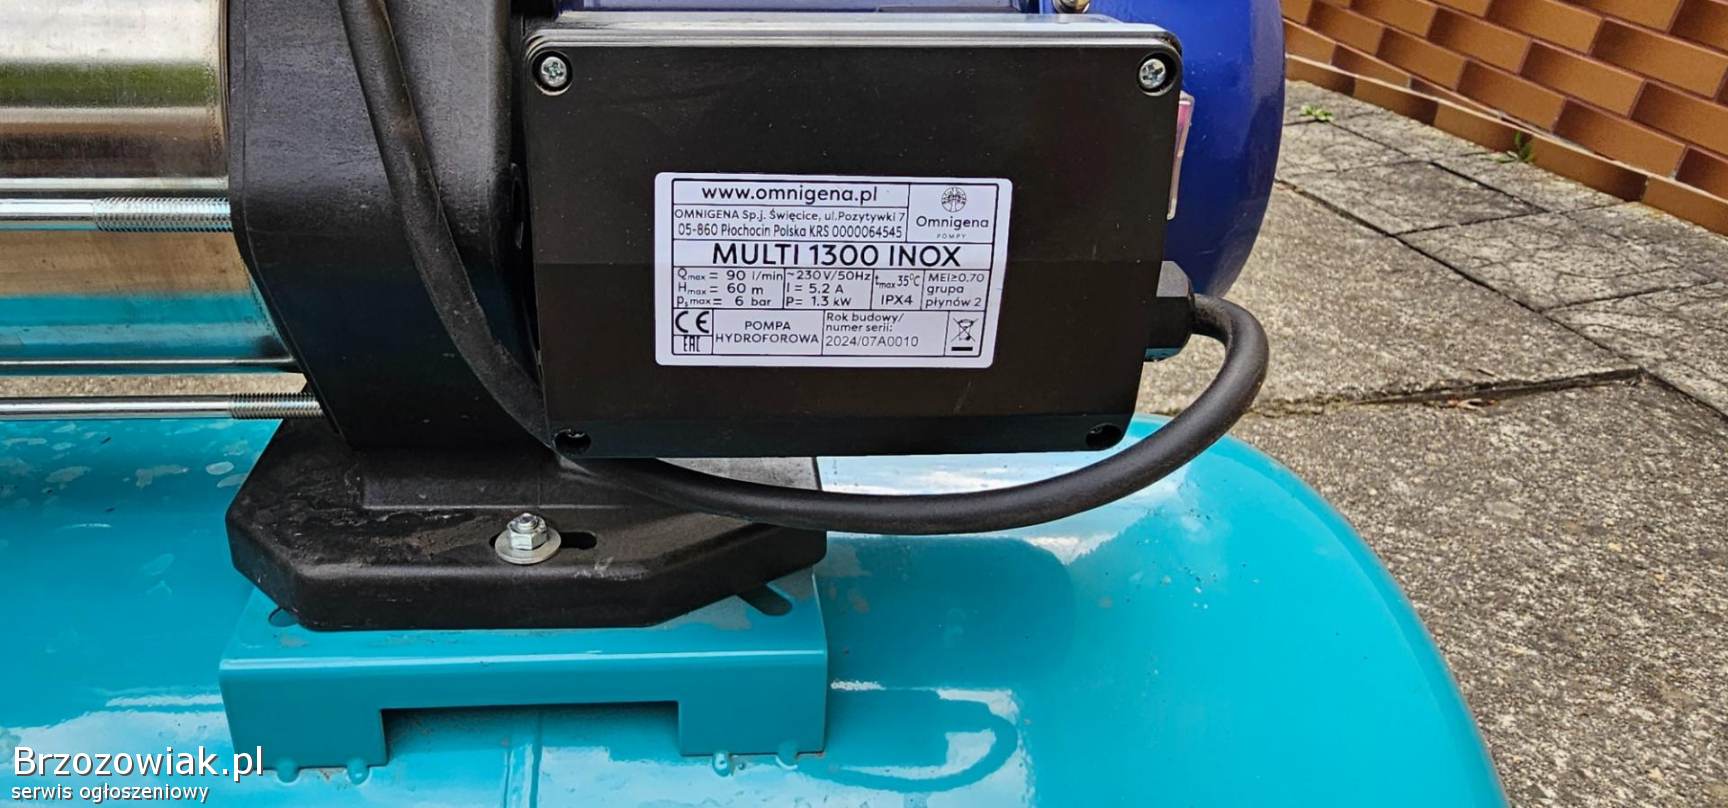 www.omnigena.pl
OMNIGENA Sp.j. Święcice, ul.Pozytywki 7
05-860 Płochocin Polska KRS 0000064545
Omnigena
POMPY
MULTI 1300 INOX
Qmax = 90 l/min ~230V/50Hz tmax 35°C MEI≥0,70
Hmax = 60 m I = 5.2 A grupa
psmax = 6 bar P= 1.3 kW IPX4 płynów 2
CE
EAC
POMPA
HYDROFOROWA
Rok budowy/
numer serii:
2024/07A0010
Brzozowiak.pl
serwis ogłoszeniowy